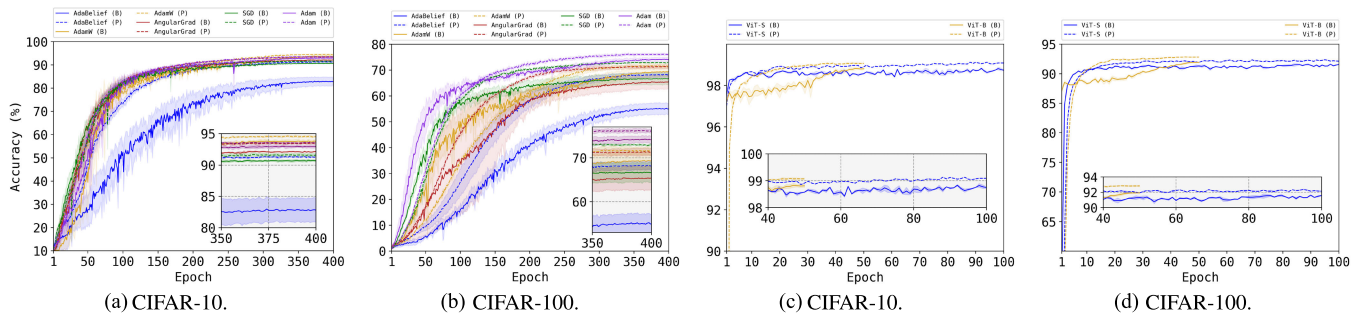 AdaBelief (B) AdamW (P) SGD (B) Adam (B)
AdaBelief (P) AngularGrad (B) SGD (P) Adam (P)
AdamW (B) AngularGrad (P)
Accuracy (%)
100
90
80
70
60
50
40
30
20
10
95
90
85
80
350 375 400
1 50 100 150 200 250 300 350 400
Epoch
(a) CIFAR-10.
AdaBelief (B) AdamW (P) SGD (B) Adam (B)
AdaBelief (P) AngularGrad (B) SGD (P) Adam (P)
AdamW (B) AngularGrad (P)
80
70
60
50
40
30
20
10
0
70
60
350 400
1 50 100 150 200 250 300 350 400
Epoch
(b) CIFAR-100.
ViT-S (B) ViT-B (B)
ViT-S (P) ViT-B (P)
98
96
94
92
90
100
99
98
40 60 80 100
1 10 20 30 40 50 60 70 80 90 100
Epoch
(c) CIFAR-10.
ViT-S (B) ViT-B (B)
ViT-S (P) ViT-B (P)
95
90
85
80
75
70
65
94
92
90
40 60 80 100
1 10 20 30 40 50 60 70 80 90 100
Epoch
(d) CIFAR-100.